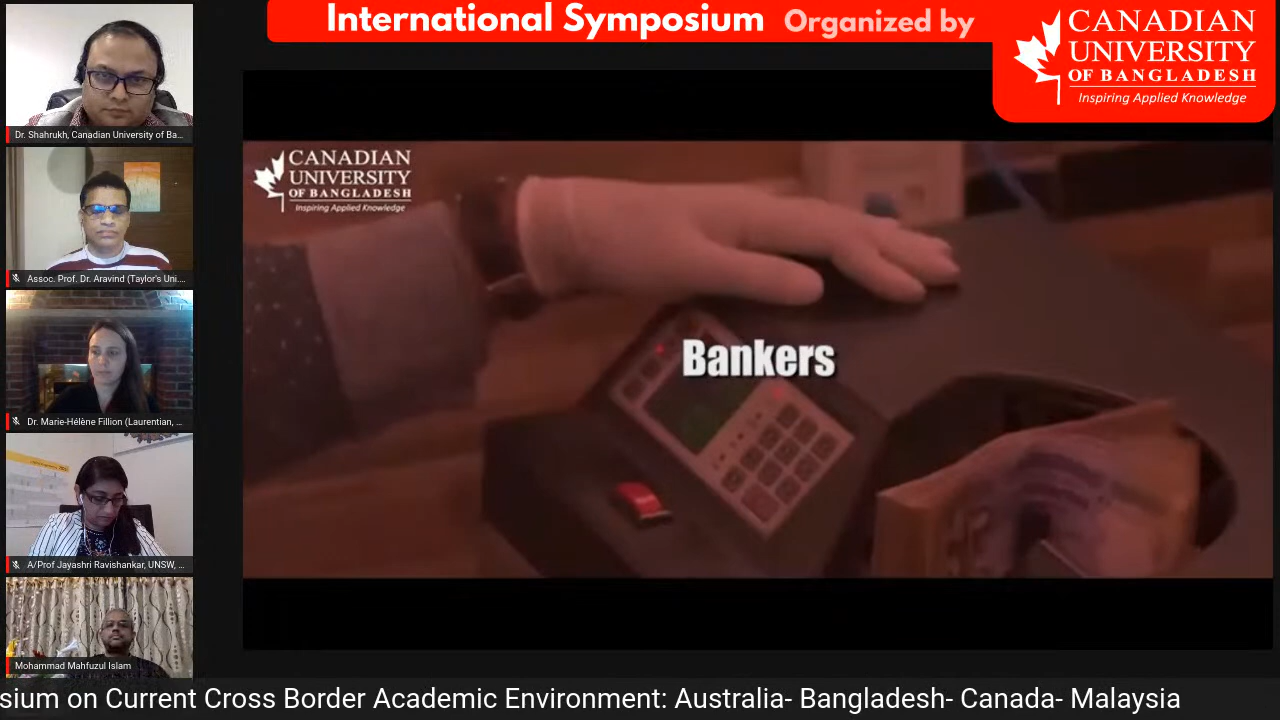 International Symposium Organized by
CANADIAN
UNIVERSITY
OF BANGLADESH
Inspiring Applied Knowledge
CANADIAN
UNIVERSITY
OF BANGLADESH
Inspiring Applied Knowledge
Bankers
Dr. Shahrukh, Canadian University of Ba...
Assoc. Prof. Dr. Aravind (Taylor's Uni....
Dr. Marie-Hélène Fillion (Laurentian, ...
A/Prof Jayashri Ravishankar, UNSW, ...
Mohammad Mahfuzul Islam
sium on Current Cross Border Academic Environment: Australia- Bangladesh- Canada- Malaysia